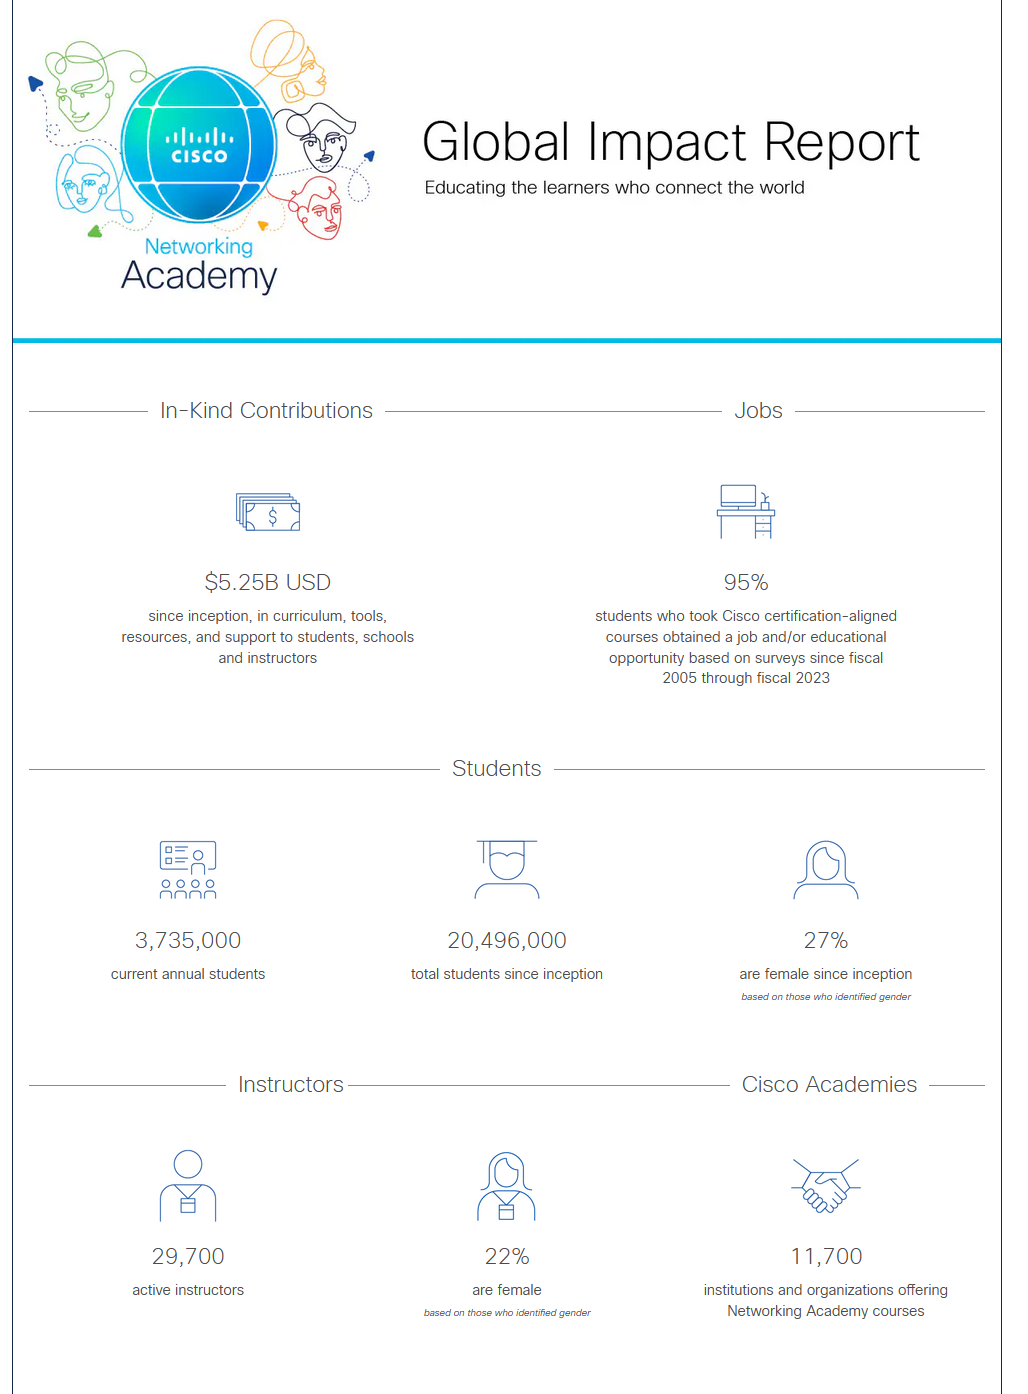 CISCO
Networking
Academy
Global Impact Report
Educating the learners who connect the world
In-Kind Contributions
Jobs
$5.25B USD
since inception, in curriculum, tools,
resources, and support to students, schools
and instructors
95%
students who took Cisco certification-aligned
courses obtained a job and/or educational
opportunity based on surveys since fiscal
2005 through fiscal 2023
Students
3,735,000
current annual students
20,496,000
total students since inception
27%
are female since inception
based on those who identified gender
Instructors
Cisco Academies
29,700
active instructors
22%
are female
based on those who identified gender
11,700
institutions and organizations offering
Networking Academy courses